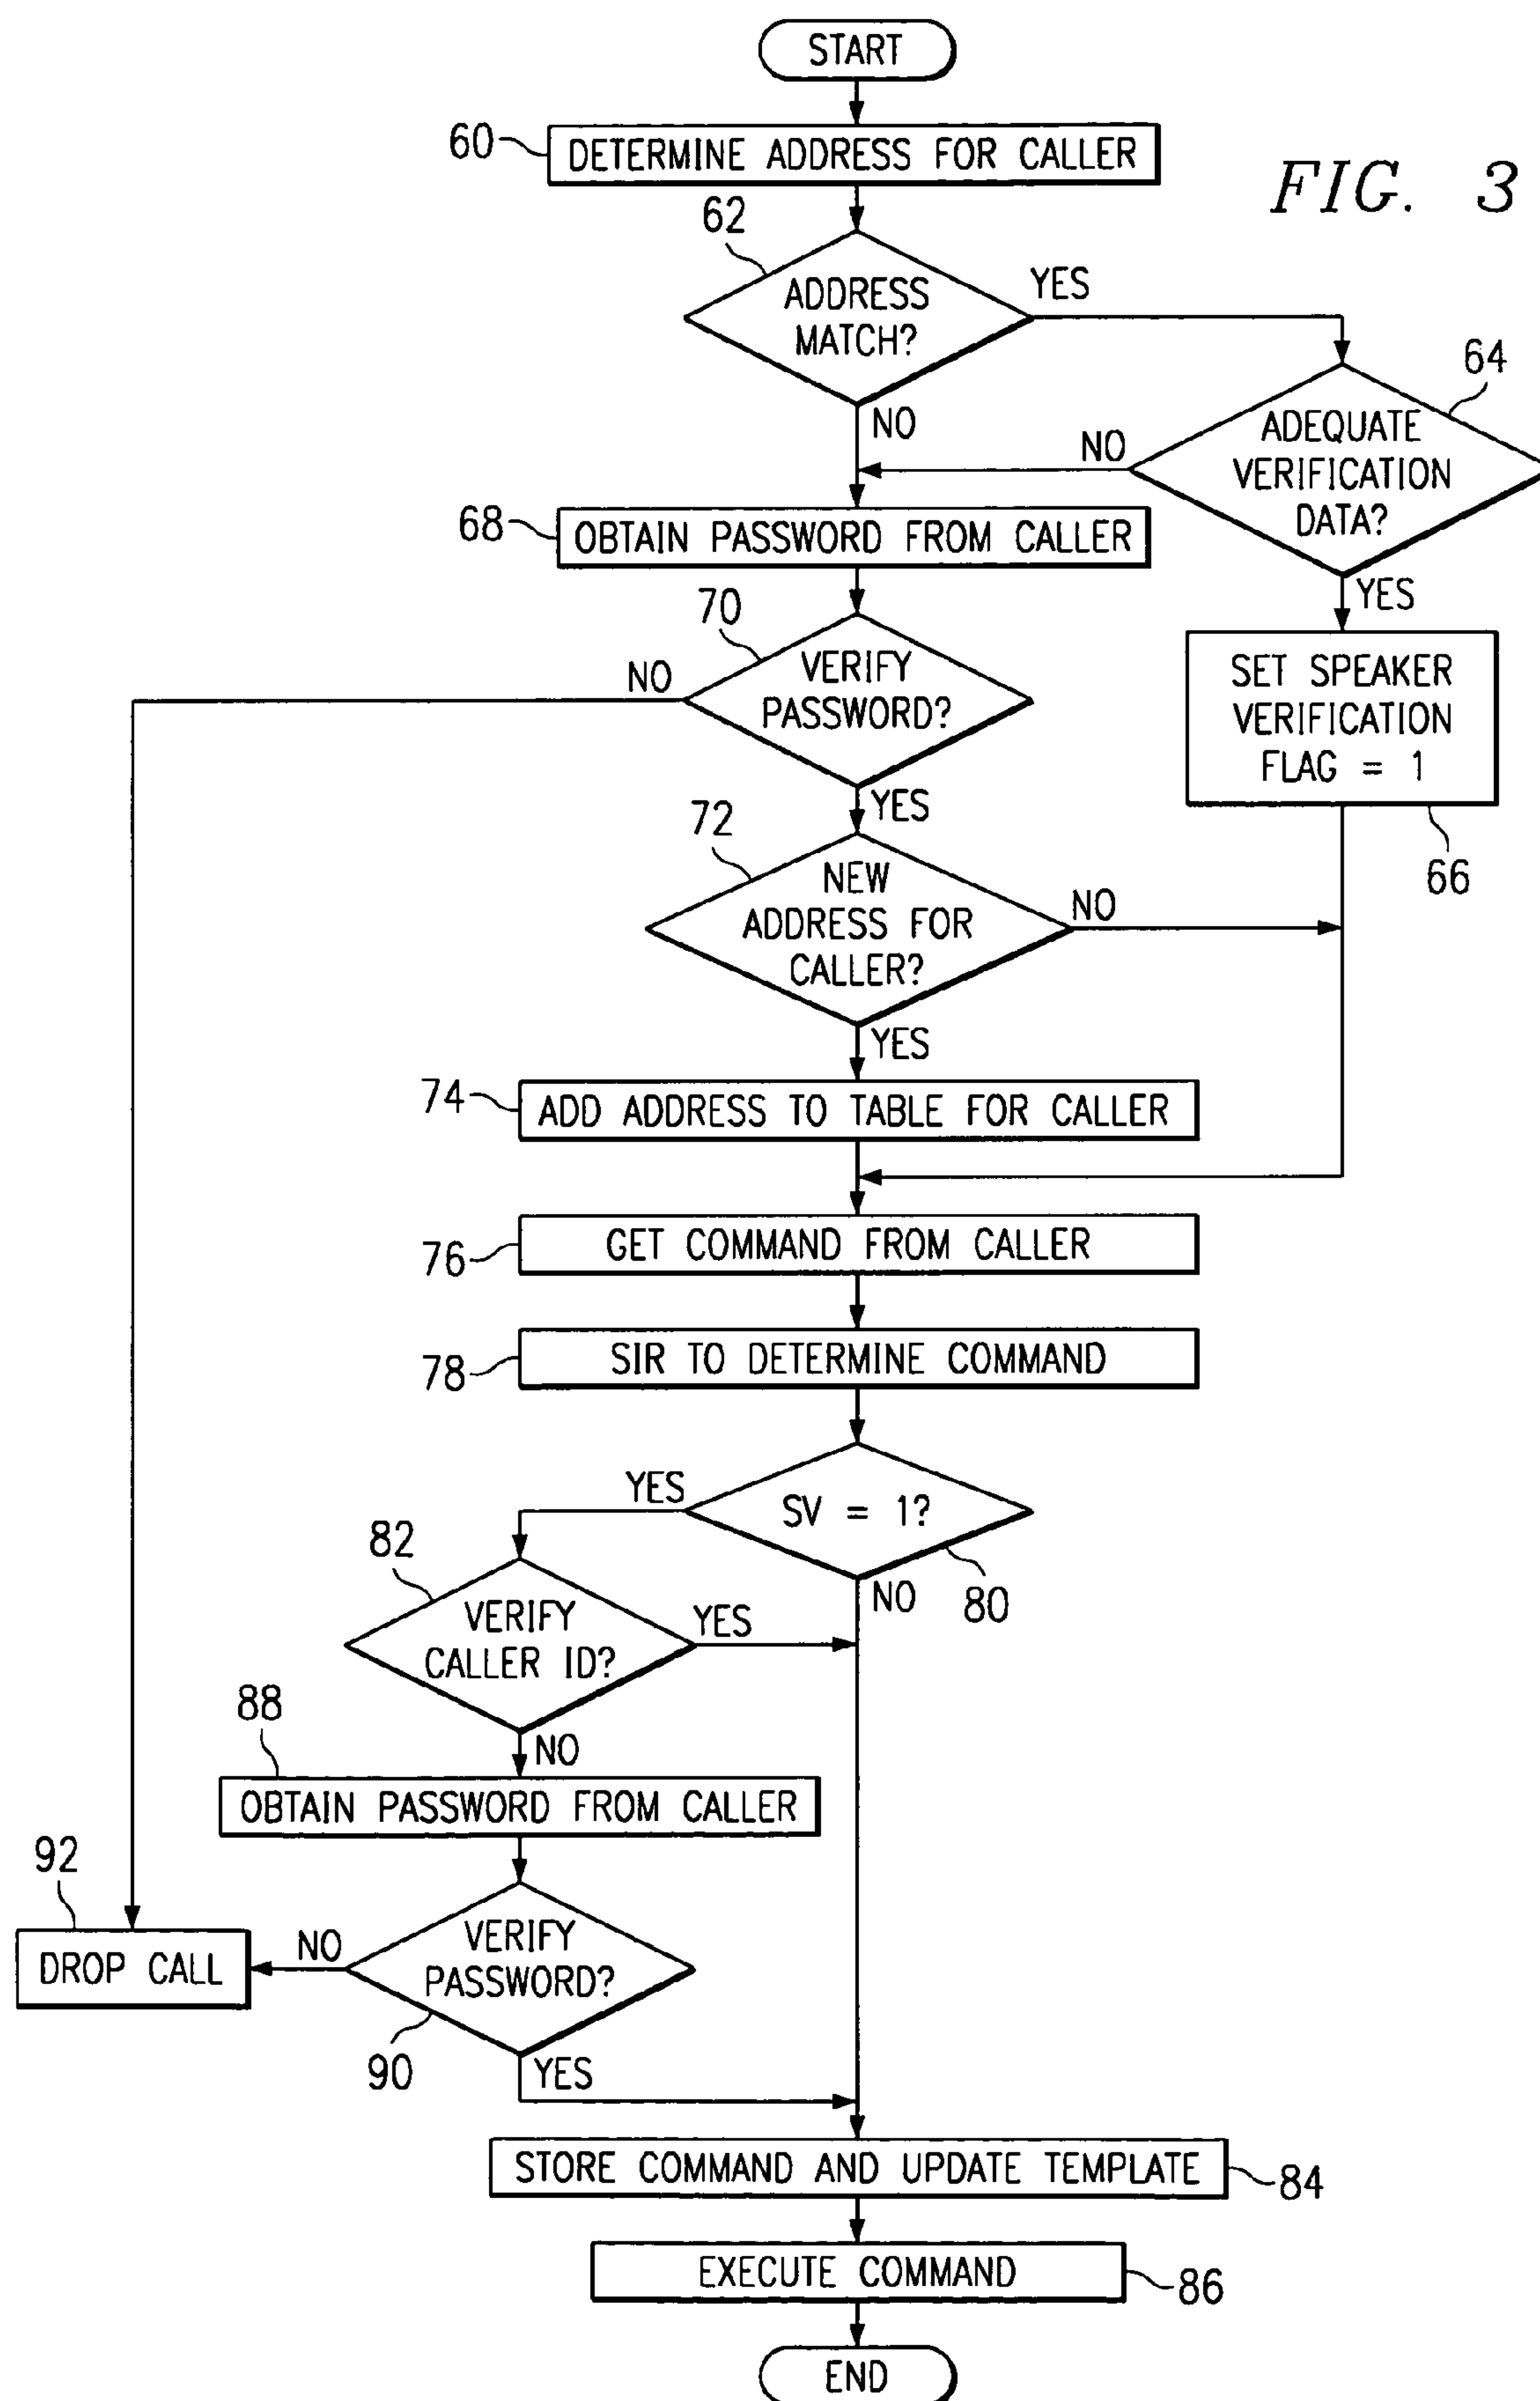 START
60
DETERMINE ADDRESS FOR CALLER
FIG. 3
62
ADDRESS
MATCH?
YES
NO
64
ADEQUATE
VERIFICATION
DATA?
NO
YES
68
OBTAIN PASSWORD FROM CALLER
70
VERIFY
PASSWORD?
NO
YES
SET SPEAKER
VERIFICATION
FLAG = 1
66
72
NEW
ADDRESS FOR
CALLER?
NO
YES
74
ADD ADDRESS TO TABLE FOR CALLER
76
GET COMMAND FROM CALLER
78
SIR TO DETERMINE COMMAND
SV = 1?
YES
NO
80
82
VERIFY
CALLER ID?
YES
NO
88
OBTAIN PASSWORD FROM CALLER
92
DROP CALL
NO
VERIFY
PASSWORD?
90
YES
STORE COMMAND AND UPDATE TEMPLATE
84
EXECUTE COMMAND
86
END